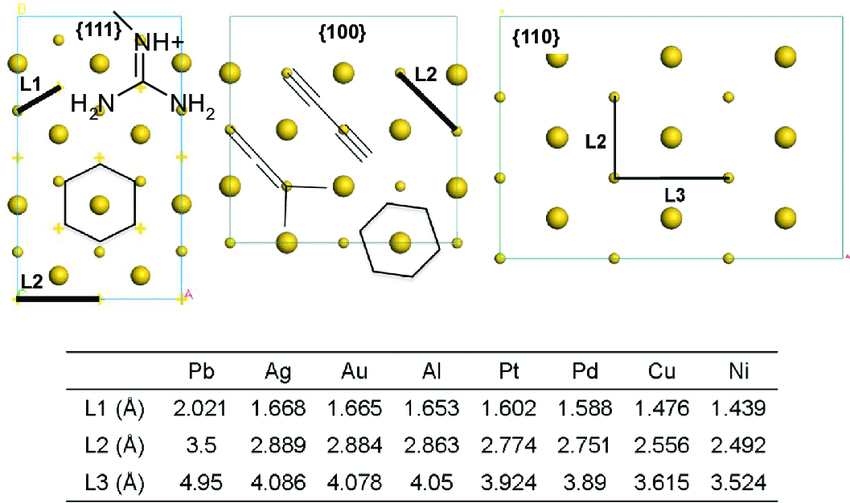 B
{111}
NH+
L1
H2N
NH2
L2
C
A
{100}
L2
{110}
L2
L3
A
Pb Ag Au Al Pt Pd Cu Ni
L1 (Å) 2.021 1.668 1.665 1.653 1.602 1.588 1.476 1.439
L2 (Å) 3.5 2.889 2.884 2.863 2.774 2.751 2.556 2.492
L3 (Å) 4.95 4.086 4.078 4.05 3.924 3.89 3.615 3.524